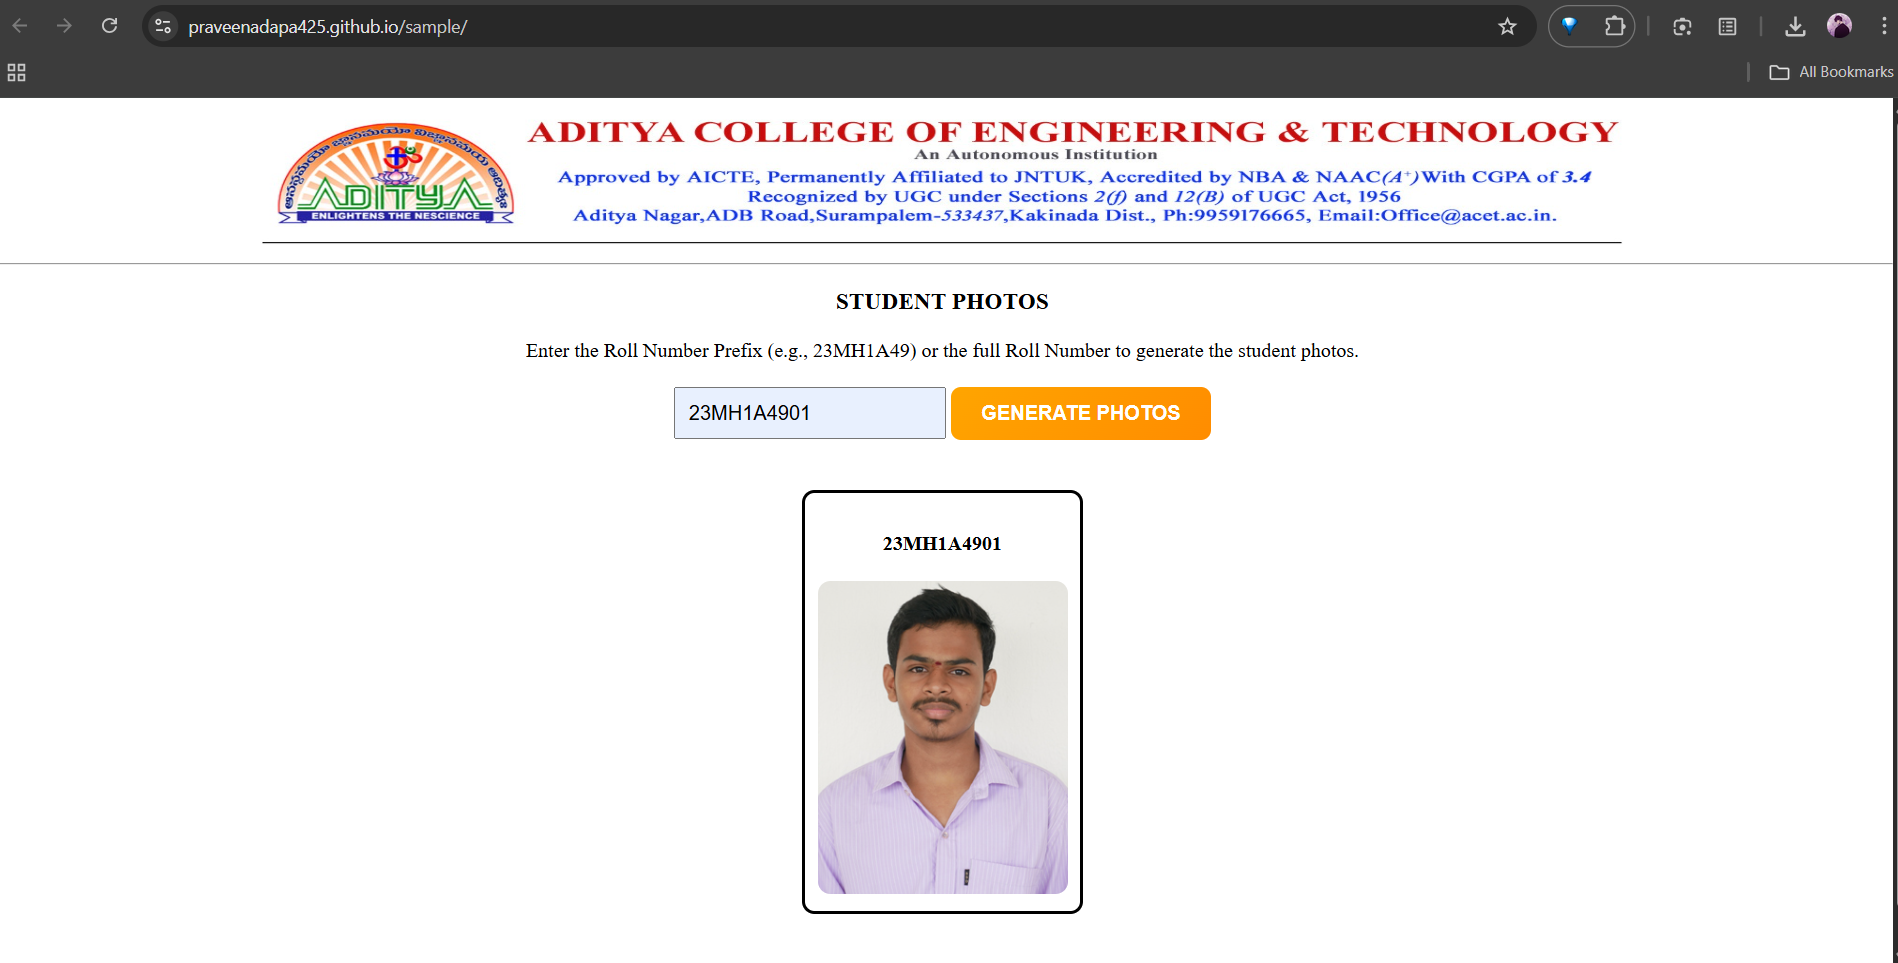 praveenadapa425.github.io/sample/
All Bookmarks
ADITYA COLLEGE OF ENGINEERING & TECHNOLOGY
An Autonomous Institution
Approved by AICTE, Permanently Affiliated to JNTUK, Accredited by NBA & NAAC(A⁺)With CGPA of 3.4
Recognized by UGC under Sections 2(f) and 12(B) of UGC Act, 1956
Aditya Nagar,ADB Road,Surampalem-533437,Kakinada Dist., Ph:9959176665, Email:Office@acet.ac.in.
ADITYA
ENLIGHTENS THE NESCIENCE
STUDENT PHOTOS
Enter the Roll Number Prefix (e.g., 23MH1A49) or the full Roll Number to generate the student photos.
23MH1A4901 GENERATE PHOTOS
23MH1A4901